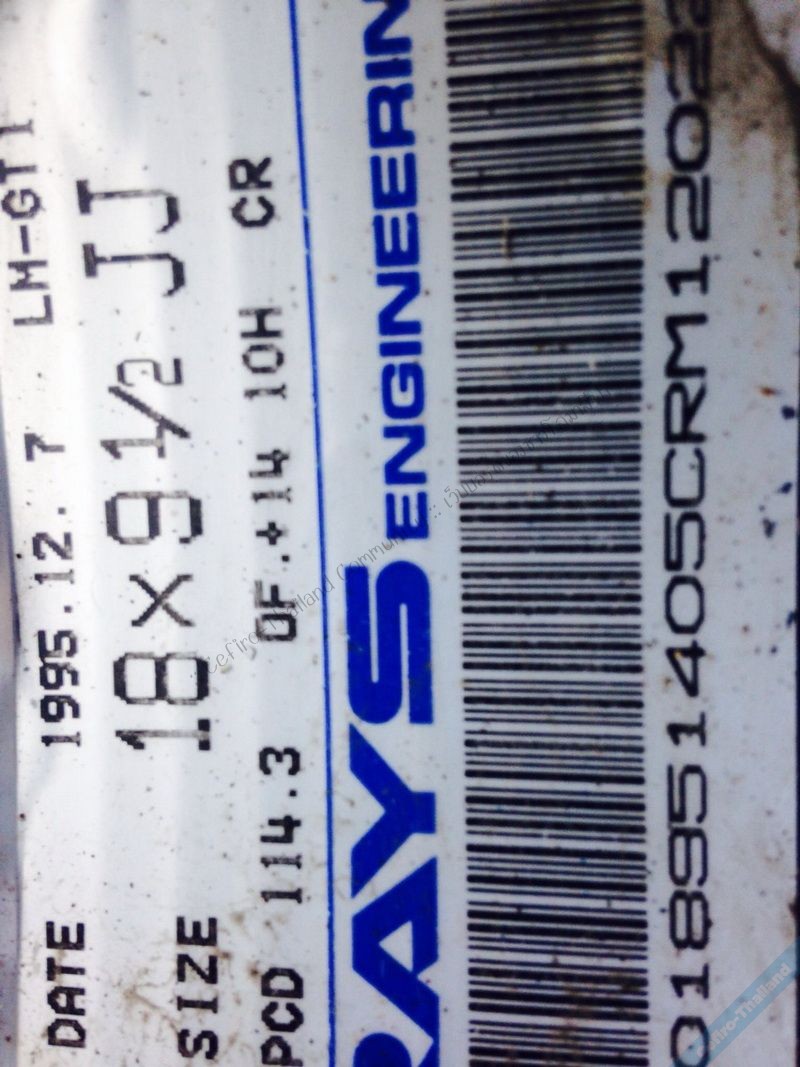 DATE 1995.12. 7 LM-GT1
SIZE 18×9 1/2 JJ
PCD 114.3 OF.+14 10H CR
RAYS ENGINEERIN
018951405CRM12022